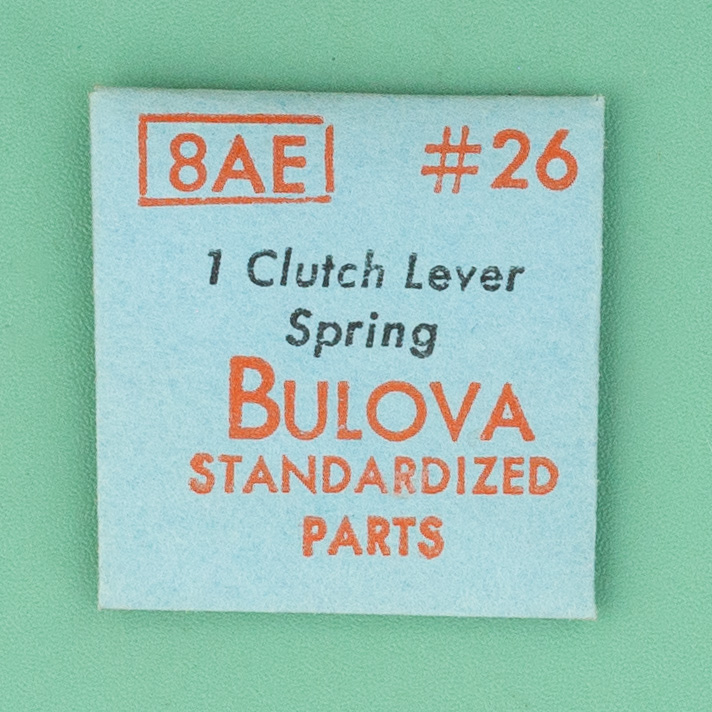 8AE #26
1 Clutch Lever
Spring
BULOVA
STANDARDIZED
PARTS